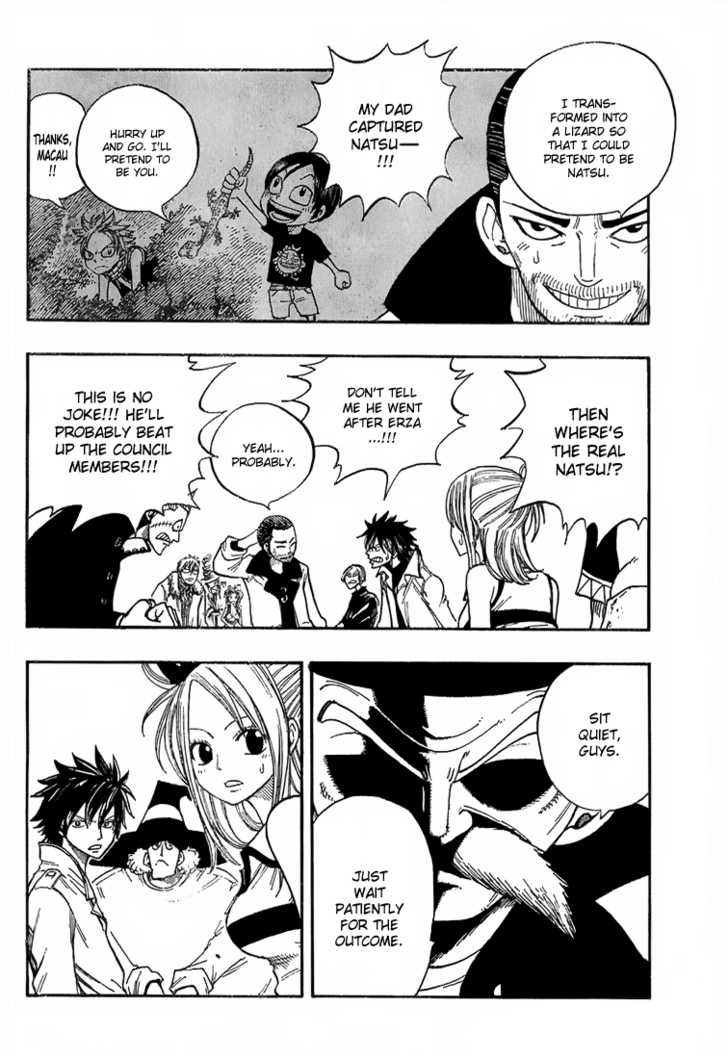 I TRANS-
FORMED INTO
A LIZARD SO
THAT I COULD
PRETEND TO BE
NATSU.
MY DAD
CAPTURED
NATSU—
!!!
HURRY UP
AND GO. I'LL
PRETEND TO
BE YOU.
THANKS,
MACAU
!!
THEN
WHERE'S
THE REAL
NATSU!?
DON'T TELL
ME HE WENT
AFTER ERZA
...!!!
YEAH...
PROBABLY.
THIS IS NO
JOKE!!! HE'LL
PROBABLY BEAT
UP THE COUNCIL
MEMBERS!!!
SIT
QUIET,
GUYS.
JUST
WAIT
PATIENTLY
FOR THE
OUTCOME.